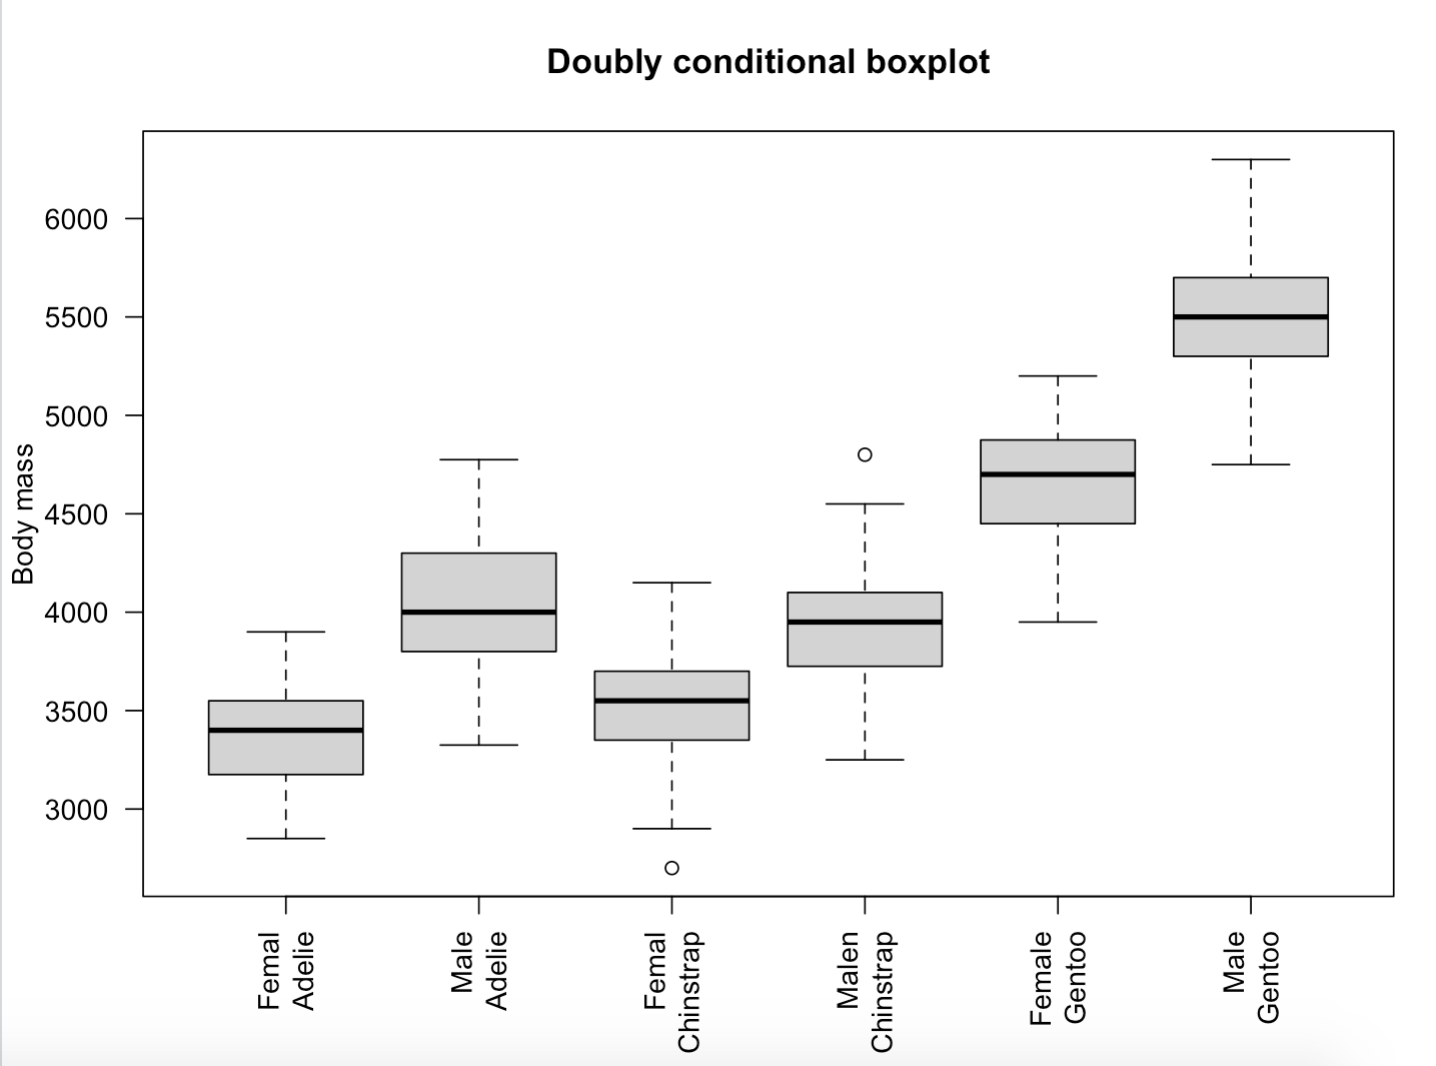 Doubly conditional boxplot
Body mass
6000
5500
5000
4500
4000
3500
3000
Femal
Adelie
Male
Adelie
Femal
Chinstrap
Malen
Chinstrap
Female
Gentoo
Male
Gentoo